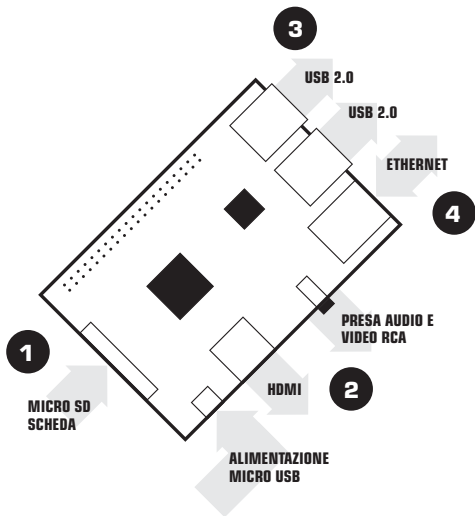 3
USB 2.0
USB 2.0
ETHERNET
4
PRESA AUDIO E
VIDEO RCA
1
HDMI
2
MICRO SD
SCHEDA
ALIMENTAZIONE
MICRO USB